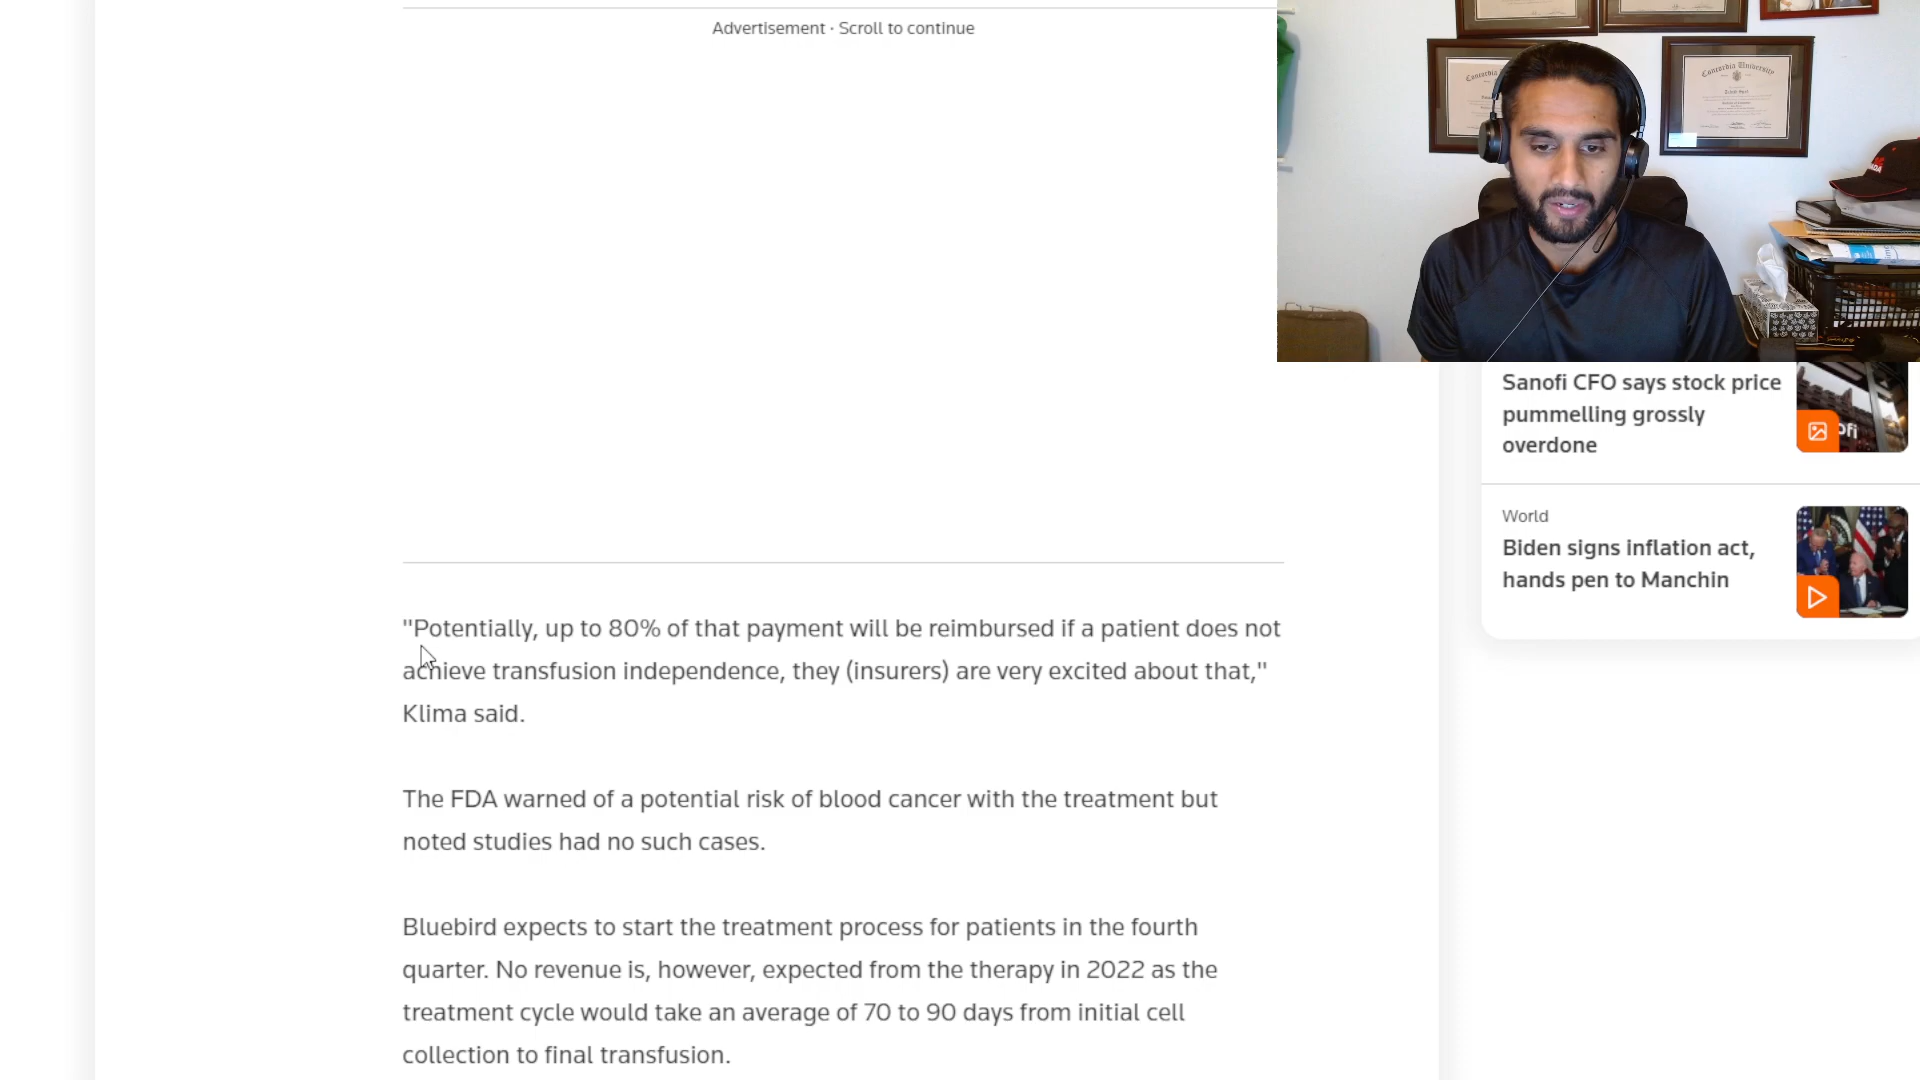 Advertisement · Scroll to continue
Concordia University
Sanofi CFO says stock price
pummelling grossly
overdone
World
Biden signs inflation act,
hands pen to Manchin
"Potentially, up to 80% of that payment will be reimbursed if a patient does not
achieve transfusion independence, they (insurers) are very excited about that,"
Klima said.
The FDA warned of a potential risk of blood cancer with the treatment but
noted studies had no such cases.
Bluebird expects to start the treatment process for patients in the fourth
quarter. No revenue is, however, expected from the therapy in 2022 as the
treatment cycle would take an average of 70 to 90 days from initial cell
collection to final transfusion.